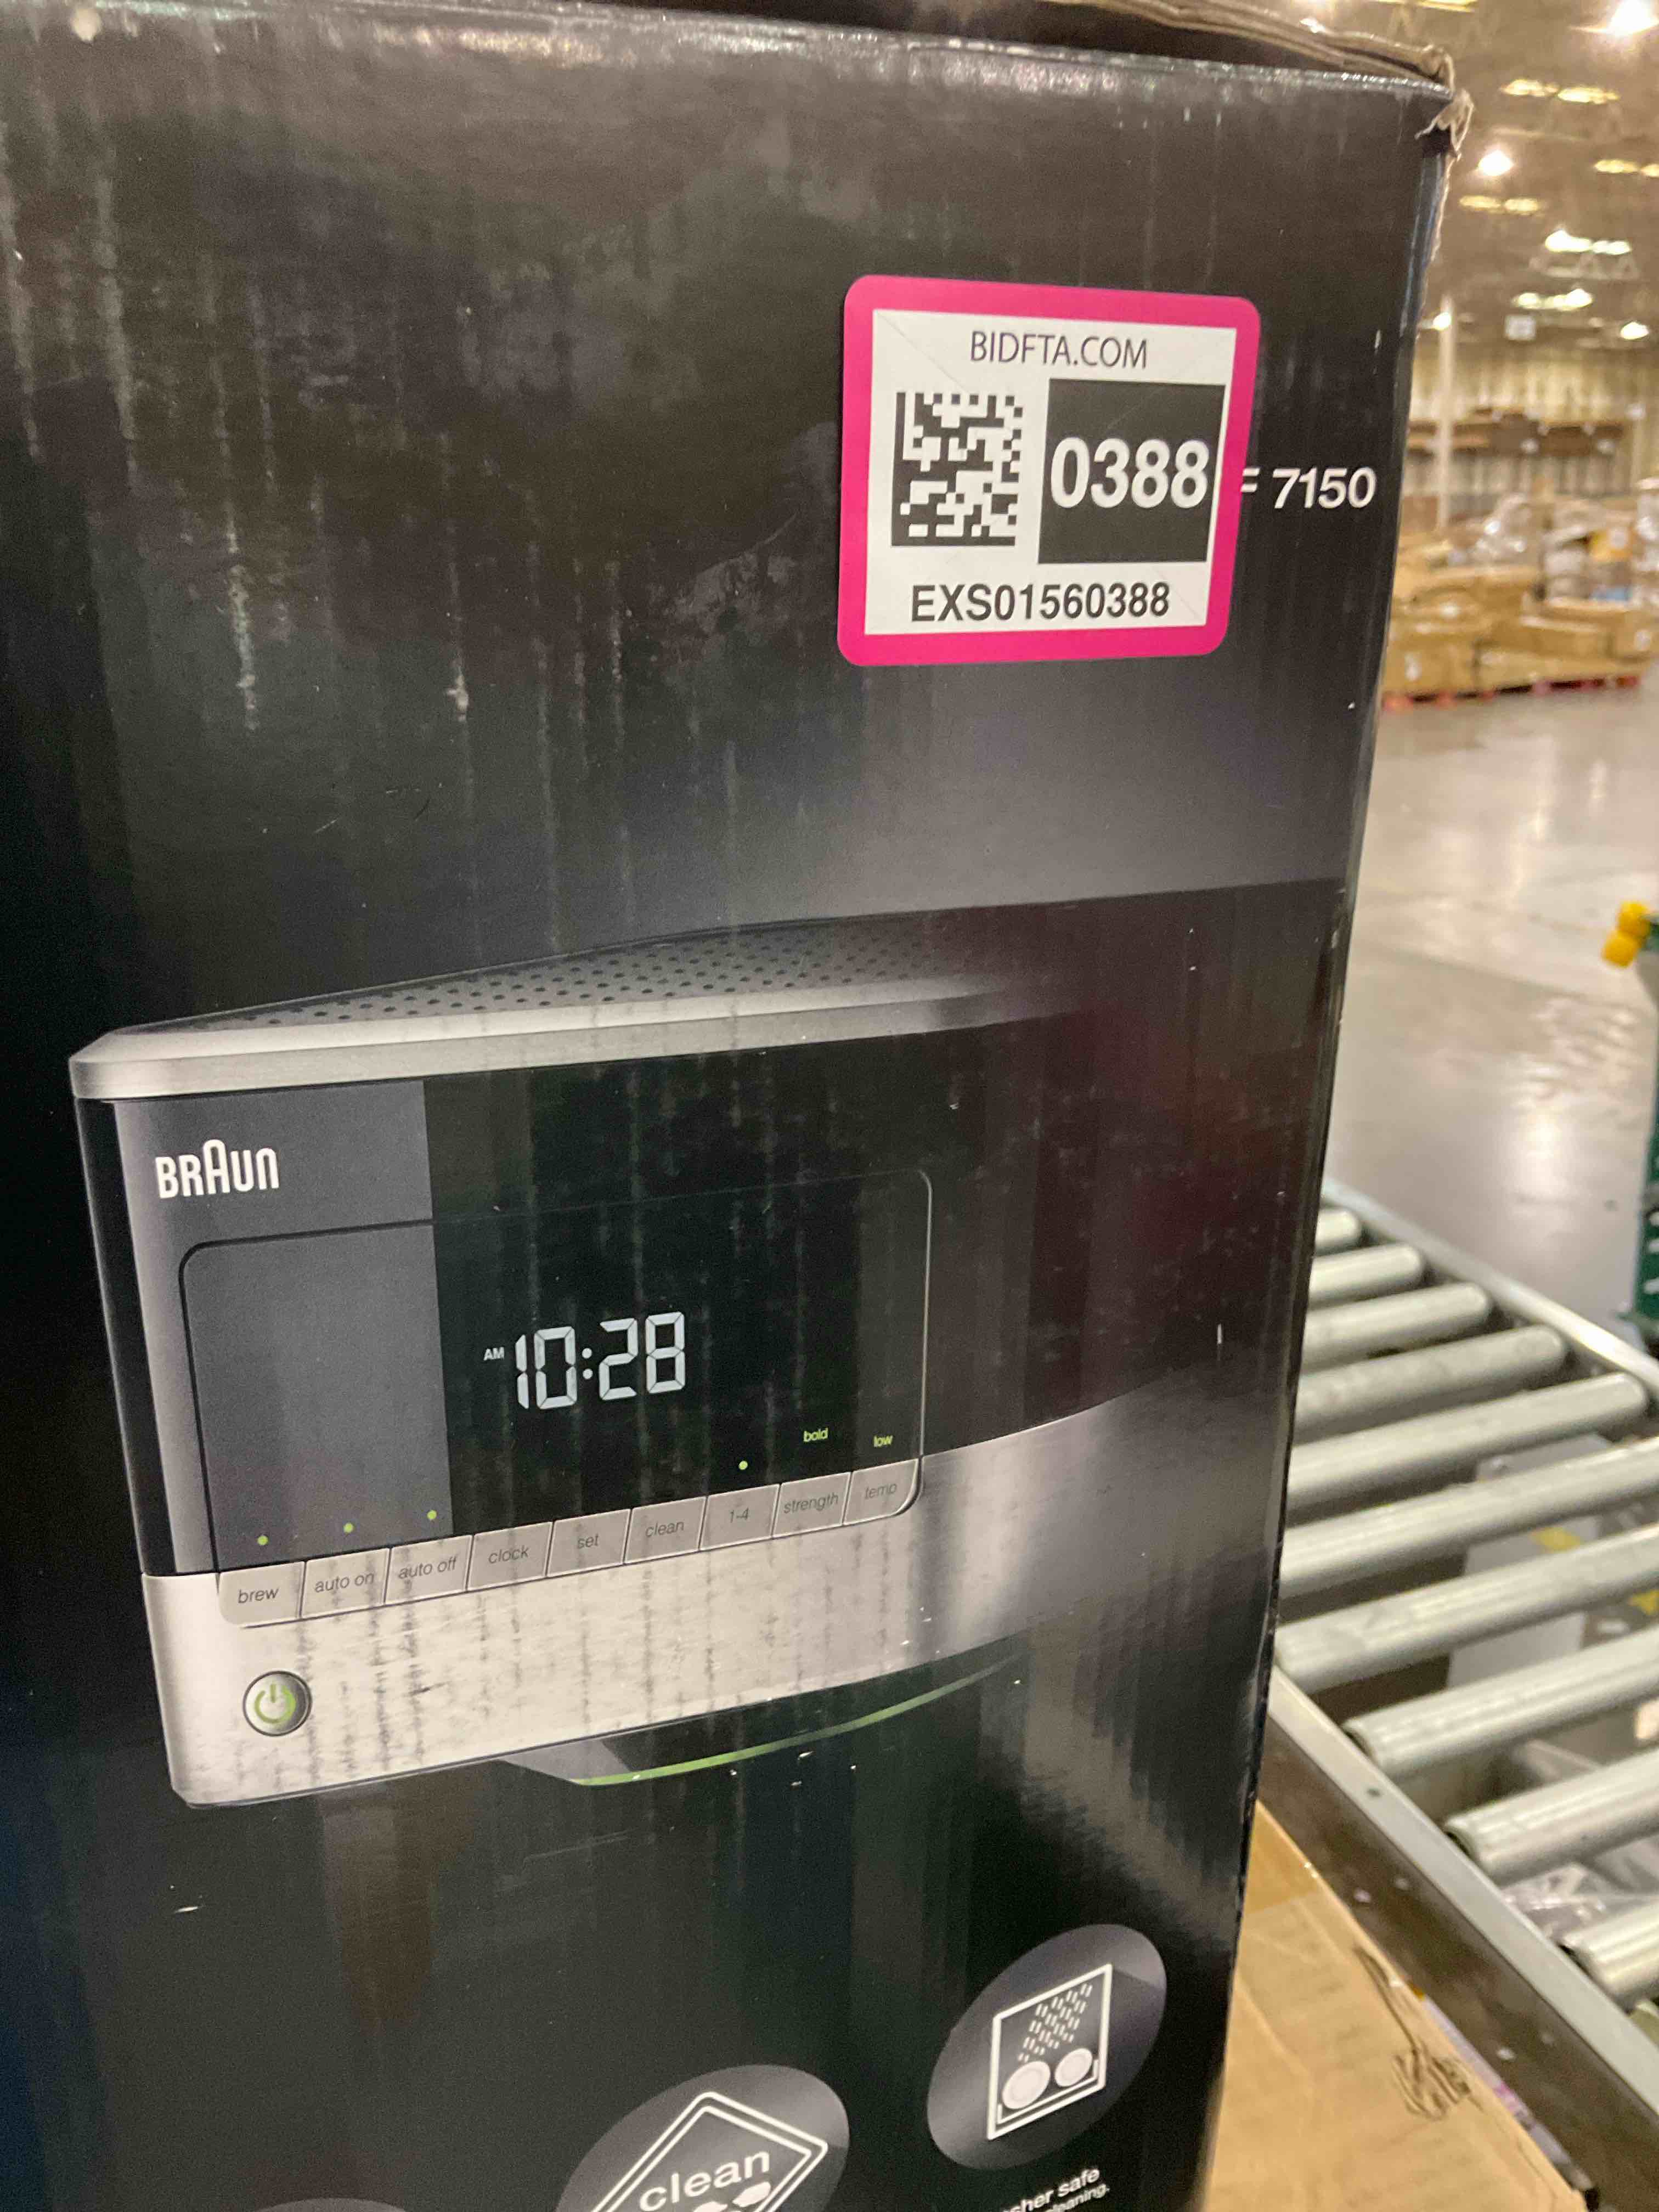 BIDFTA.COM
0388
F 7150
EXS01560388
BRAUN
AM 10:28
bold low
brew auto on auto off clock set clean 1-4 strength temp
clean
safe